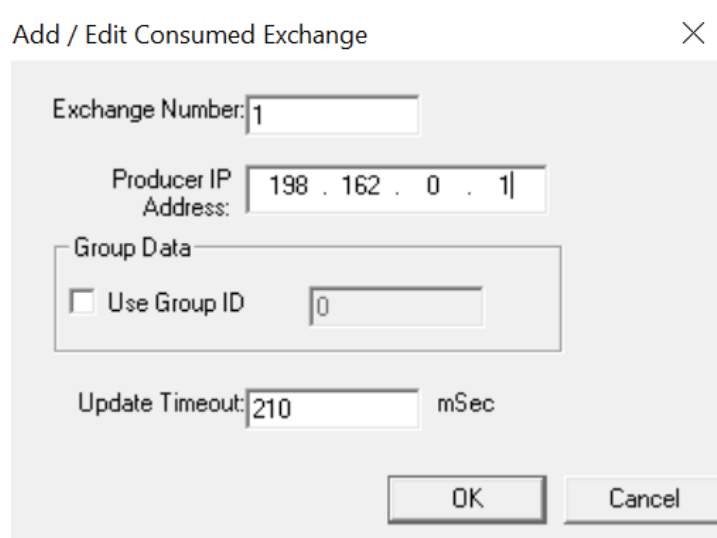 Add / Edit Consumed Exchange
Exchange Number: 1
Producer IP
Address: 198 . 162 . 0 . 1
Group Data
Use Group ID 0
Update Timeout: 210 mSec
OK Cancel